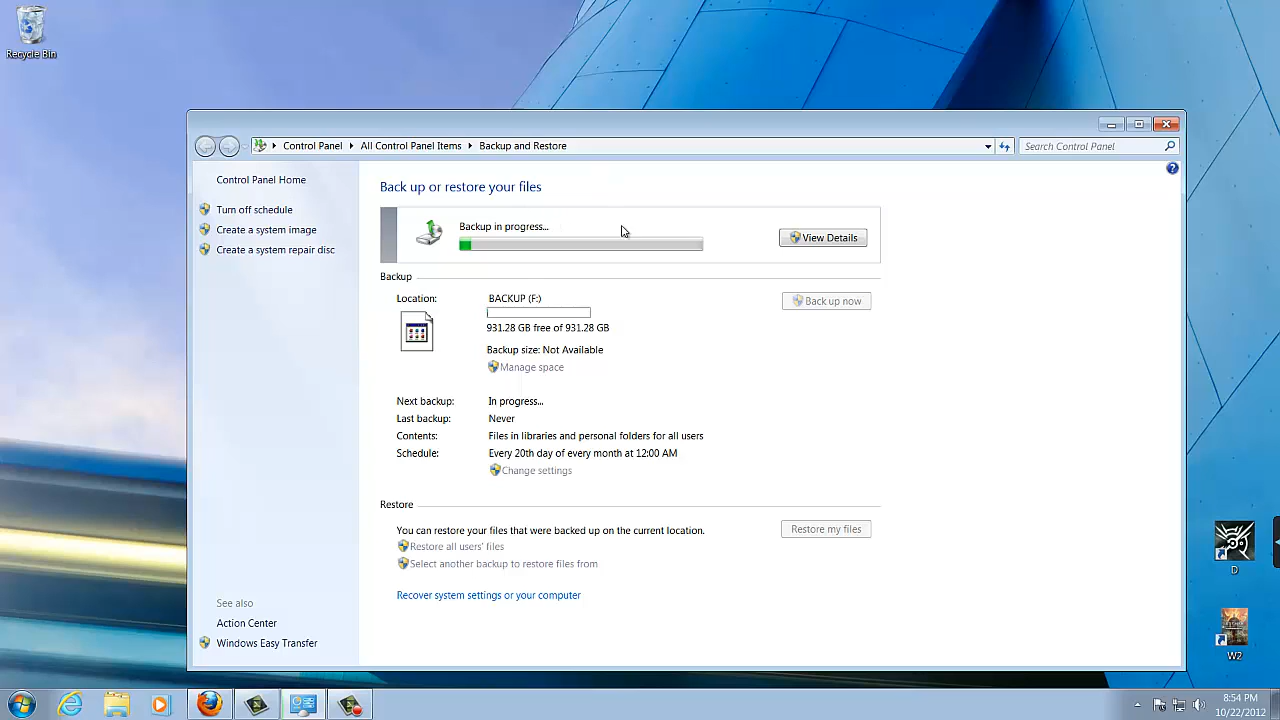 Recycle Bin
Control Panel
All Control Panel Items
Backup and Restore
Search Control Panel
Control Panel Home
Turn off schedule
Create a system image
Create a system repair disc
Back up or restore your files
Backup in progress...
View Details
Backup
Location:
BACKUP (F:)
Back up now
931.28 GB free of 931.28 GB
Backup size: Not Available
Manage space
Next backup:
In progress...
Last backup:
Never
Contents:
Files in libraries and personal folders for all users
Schedule:
Every 20th day of every month at 12:00 AM
Change settings
Restore
You can restore your files that were backed up on the current location.
Restore my files
Restore all users' files
Select another backup to restore files from
Recover system settings or your computer
See also
Action Center
Windows Easy Transfer
D
W2
8:54 PM
10/22/2012